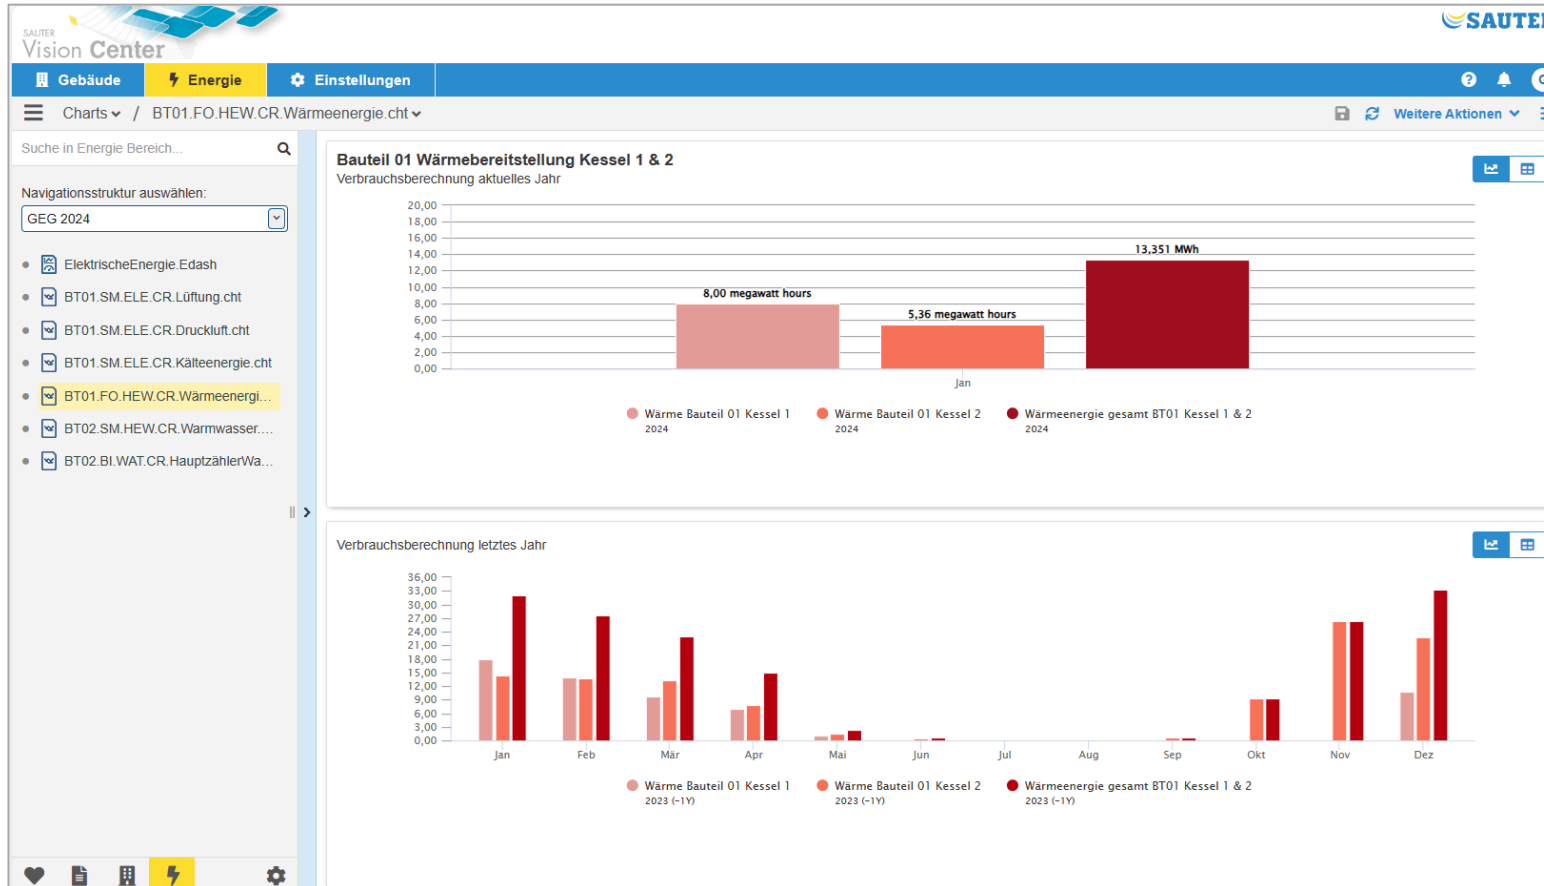 SAUTER
Vision Center
SAUTER
Gebäude Energie Einstellungen
Charts / BT01.FO.HEW.CR.Wärmeenergie.cht Weitere Aktionen
Suche in Energie Bereich...
Navigationsstruktur auswählen:
GEG 2024
ElektrischeEnergie.Edash
BT01.SM.ELE.CR.Lüftung.cht
BT01.SM.ELE.CR.Druckluft.cht
BT01.SM.ELE.CR.Kälteenergie.cht
BT01.FO.HEW.CR.Wärmeenergi...
BT02.SM.HEW.CR.Warmwasser....
BT02.BI.WAT.CR.HauptzählerWa...
Bauteil 01 Wärmebereitstellung Kessel 1 & 2
Verbrauchsberechnung aktuelles Jahr
20,00
18,00
16,00
14,00
12,00
10,00
8,00
6,00
4,00
2,00
0,00
8,00 megawatt hours
5,36 megawatt hours
13,351 MWh
Jan
Wärme Bauteil 01 Kessel 1
2024
Wärme Bauteil 01 Kessel 2
2024
Wärmeenergie gesamt BT01 Kessel 1 & 2
2024
Verbrauchsberechnung letztes Jahr
36,00
33,00
30,00
27,00
24,00
21,00
18,00
15,00
12,00
9,00
6,00
3,00
0,00
Jan Feb Mär Apr Mai Jun Jul Aug Sep Okt Nov Dez
Wärme Bauteil 01 Kessel 1
2023 (-1Y)
Wärme Bauteil 01 Kessel 2
2023 (-1Y)
Wärmeenergie gesamt BT01 Kessel 1 & 2
2023 (-1Y)